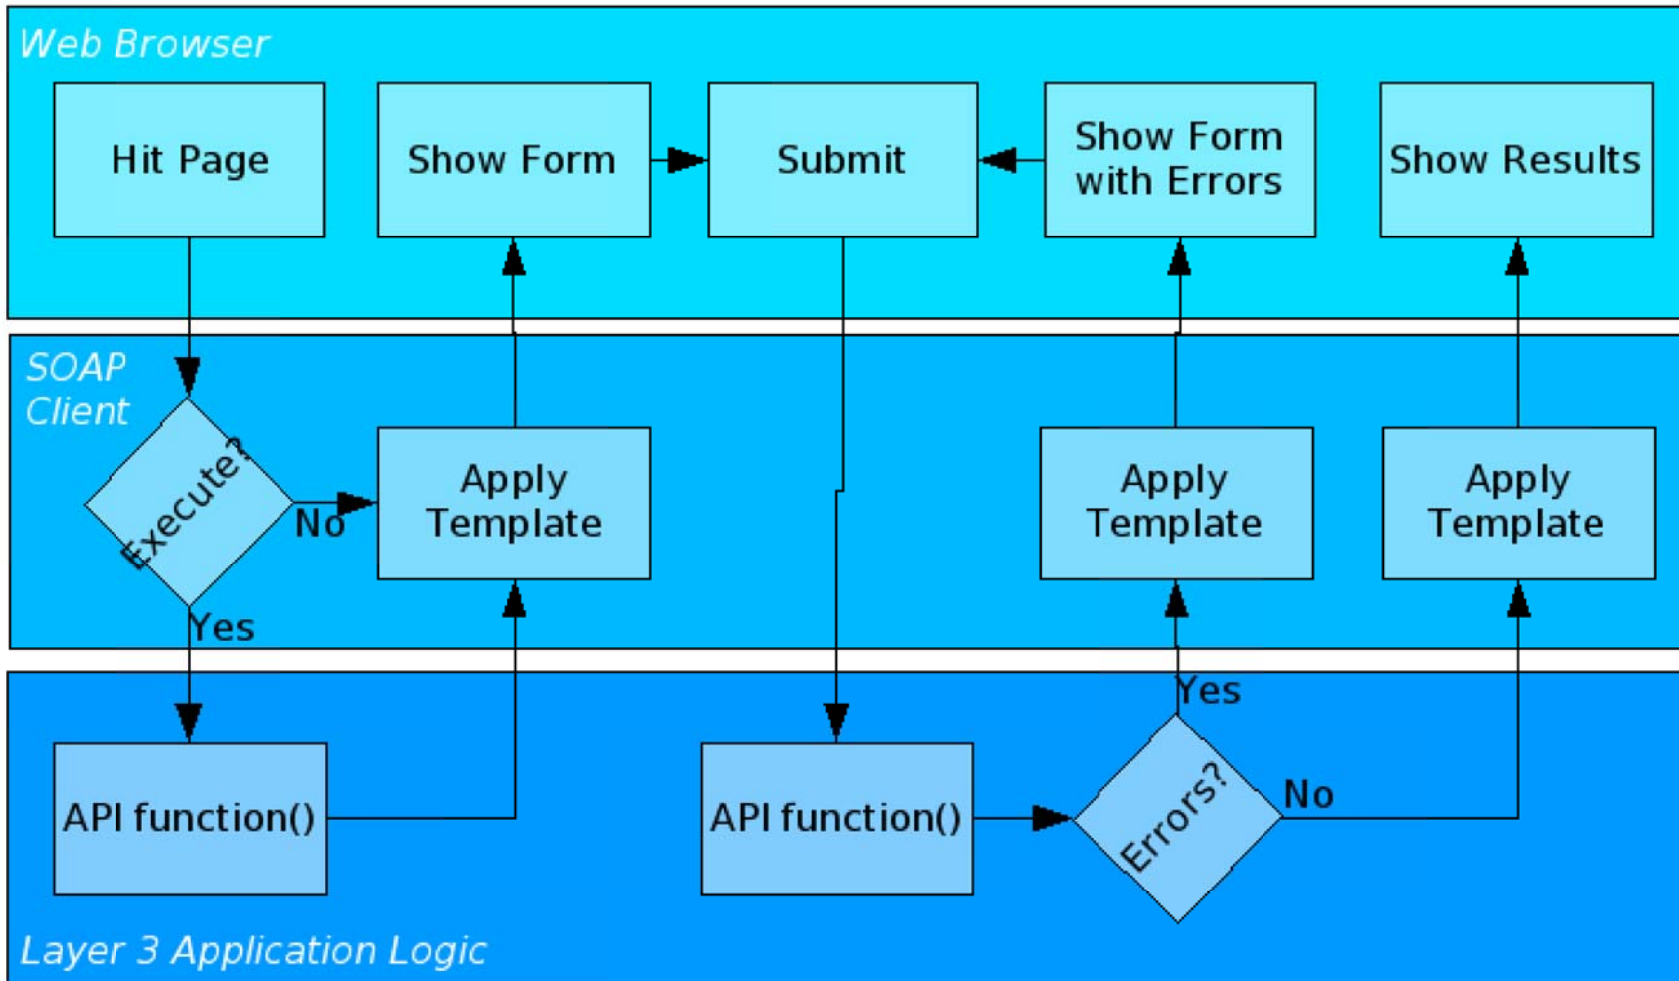 Web Browser
Hit Page
Show Form
Submit
Show Form
with Errors
Show Results
SOAP
Client
Execute?
No
Yes
Apply
Template
Apply
Template
Apply
Template
API function()
API function()
Errors?
Yes
No
Layer 3 Application Logic